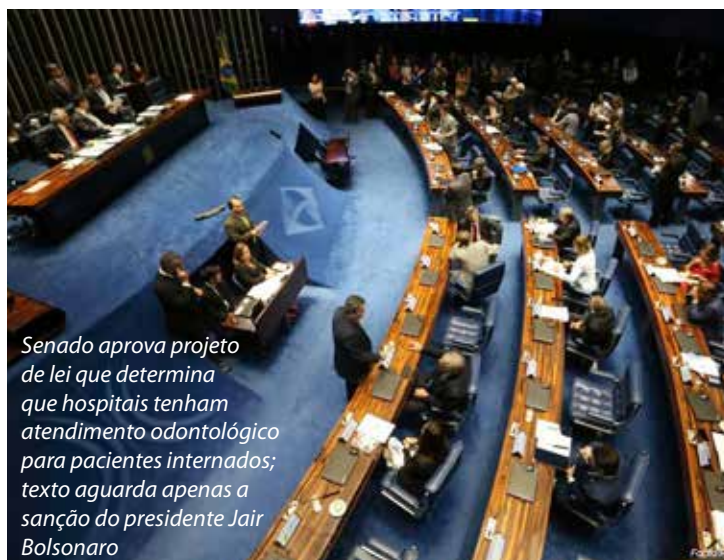 Senado aprova projeto
de lei que determina
que hospitais tenham
atendimento odontológico
para pacientes internados;
texto aguarda apenas a
sanção do presidente Jair
Bolsonaro